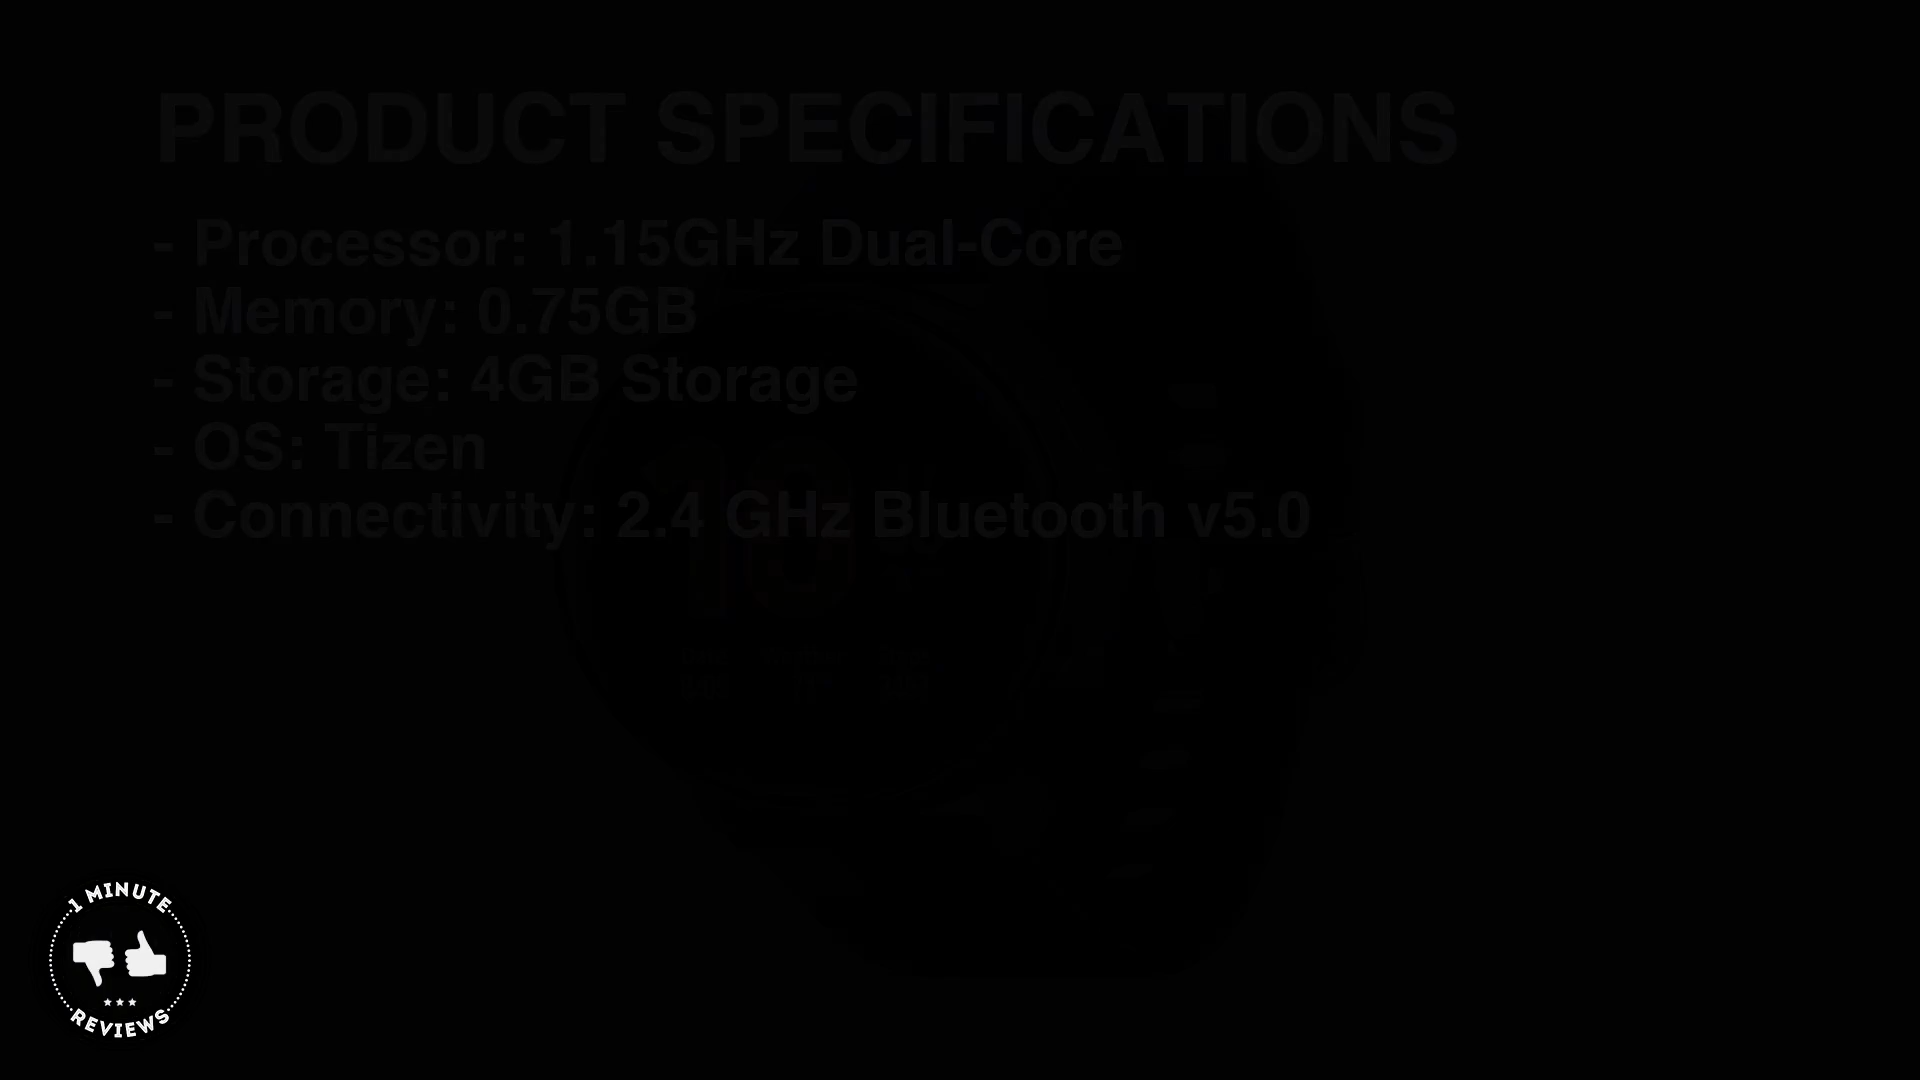 PRODUCT SPECIFICATIONS
- Processor: 1.15GHz Dual-Core
- Memory: 0.75GB
- Storage: 4GB Storage
- OS: Tizen
- Connectivity: 2.4 GHz Bluetooth v5.0
10
1 MINUTE
REVIEWS